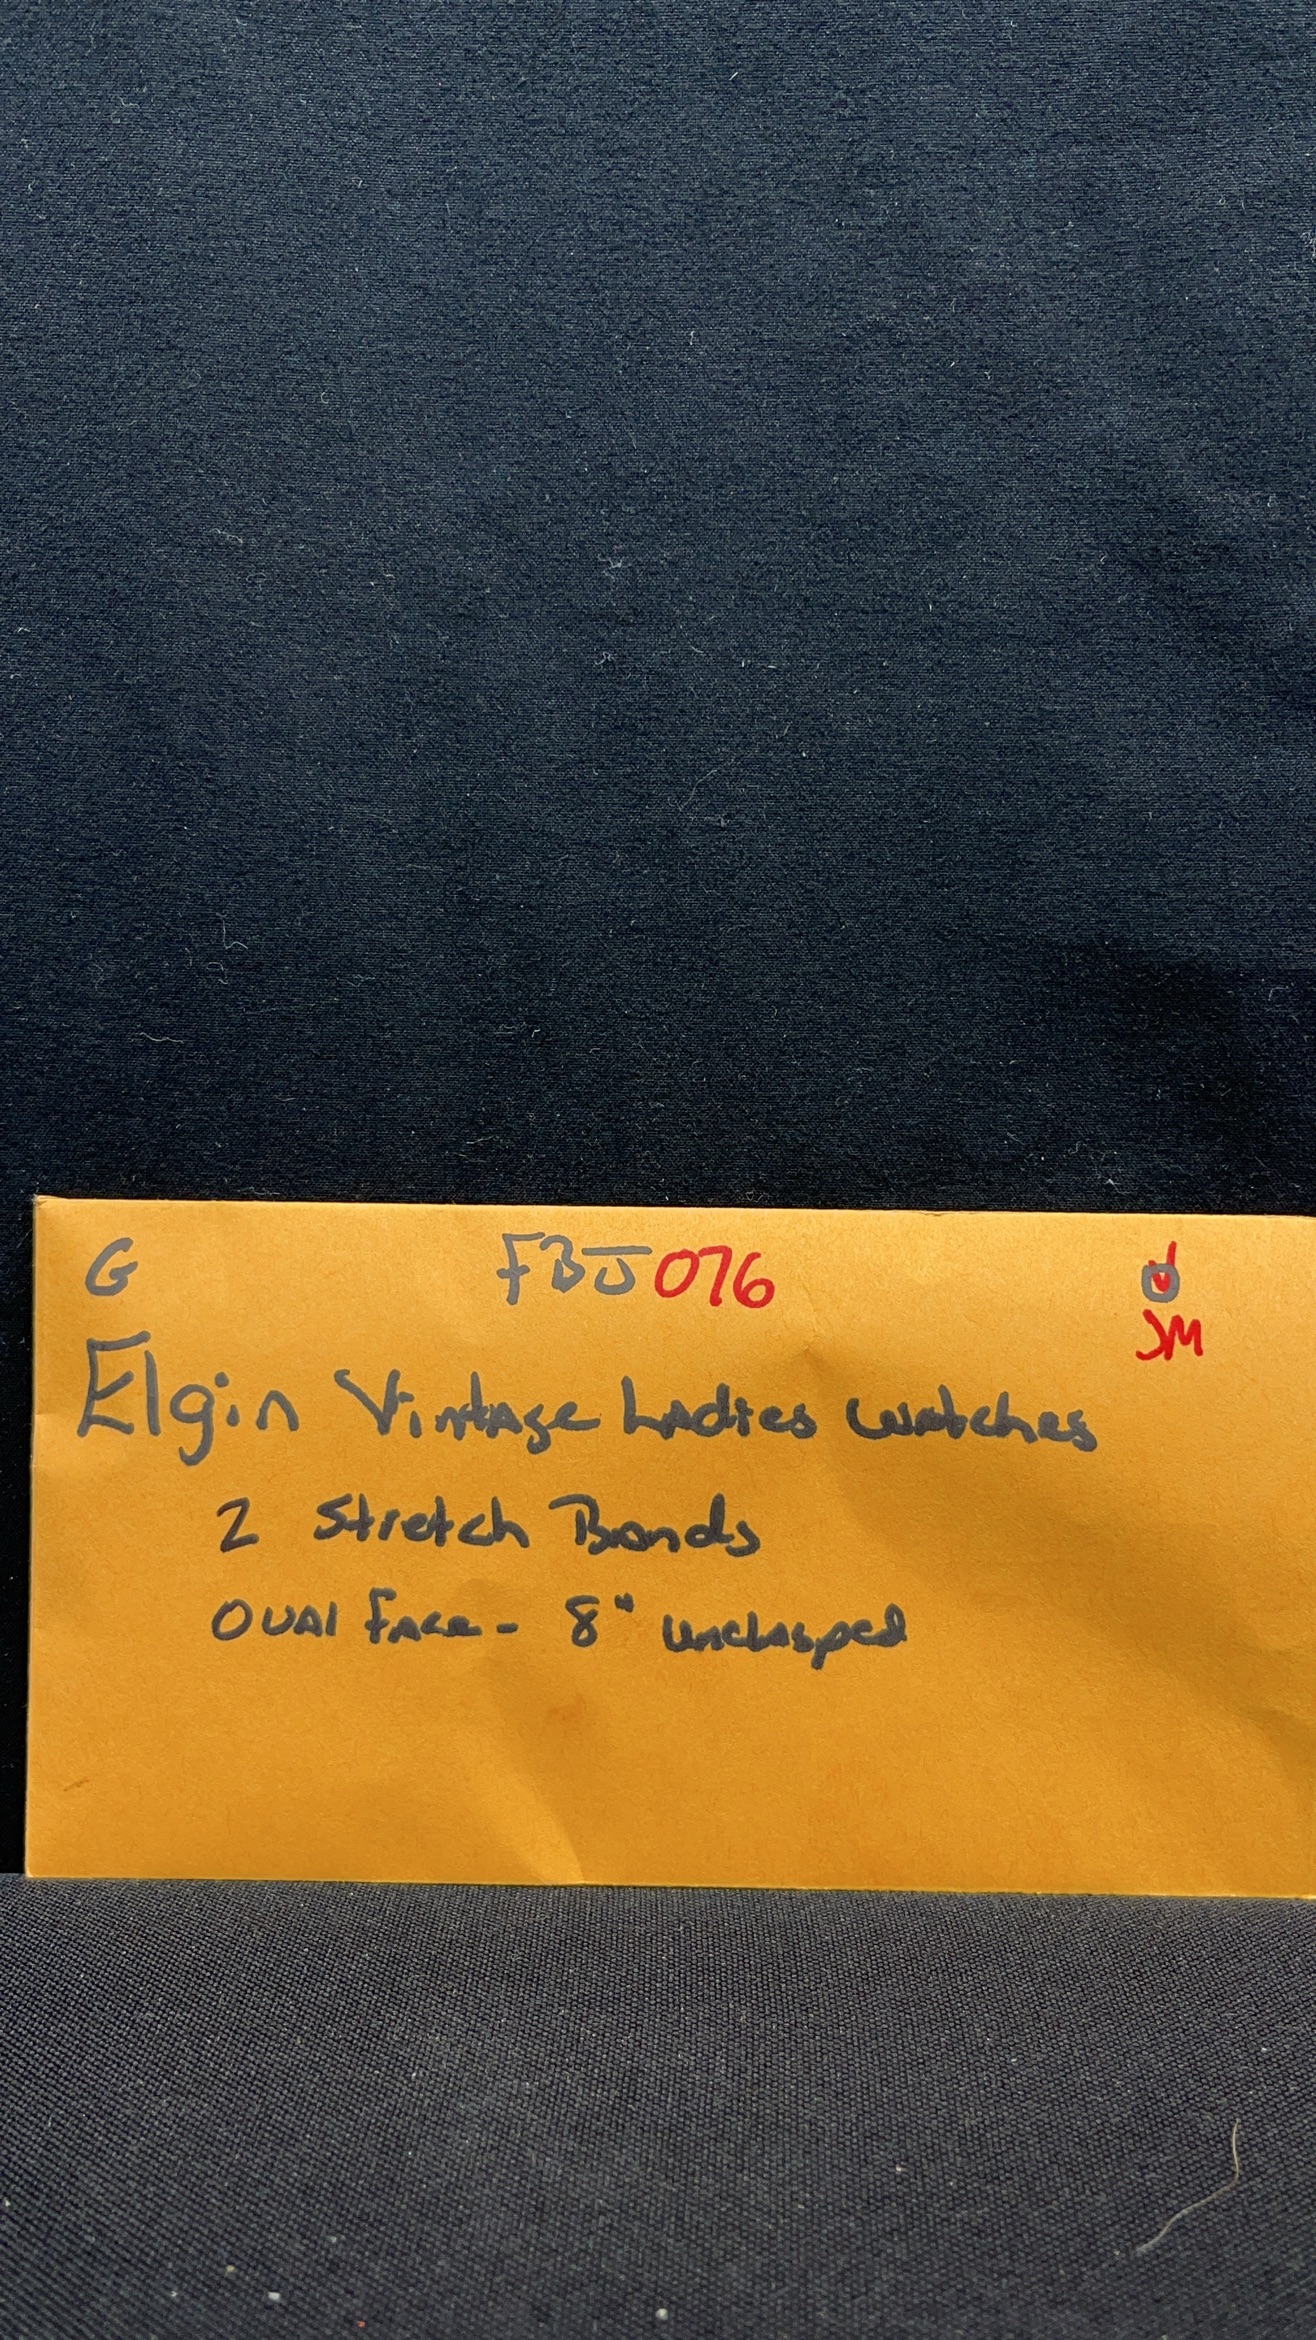 G FBJ076
JM
Elgin Vintage Ladies Watches
2 Stretch Bands
Oval Face - 8" unclasped